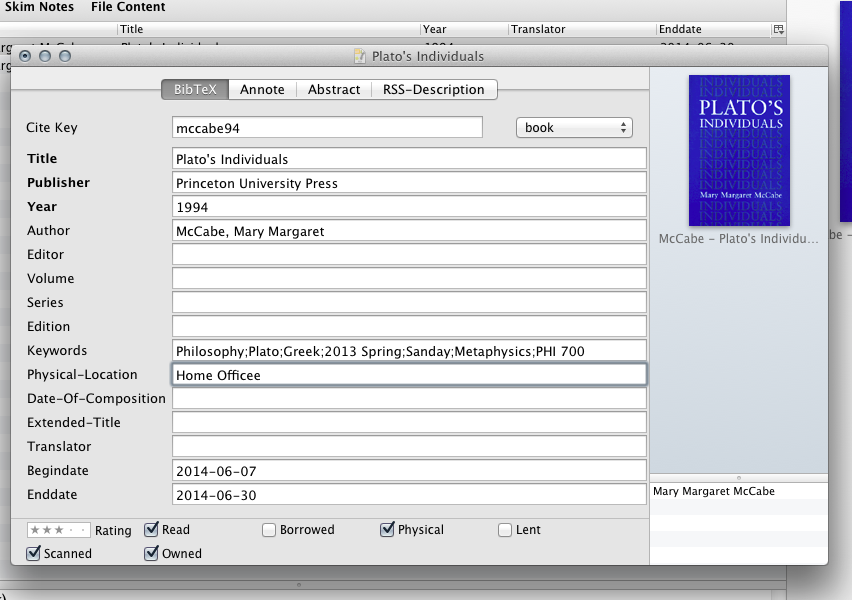 Skim Notes File Content
Title Year Translator Enddate
Plato's Individuals
BibTeX Annote Abstract RSS-Description
Cite Key mccabe94 book
Title Plato's Individuals
Publisher Princeton University Press
Year 1994
Author McCabe, Mary Margaret
Editor
Volume
Series
Edition
Keywords Philosophy;Plato;Greek;2013 Spring;Sanday;Metaphysics;PHI 700
Physical-Location Home Officee
Date-Of-Composition
Extended-Title
Translator
Begindate 2014-06-07
Enddate 2014-06-30
Rating Read Borrowed Physical Lent
Scanned Owned
INDIVIDUALS
PLATO'S
INDIVIDUALS
Mary Margaret McCabe
INDIVIDUALS
McCabe – Plato's Individu...
Mary Margaret McCabe